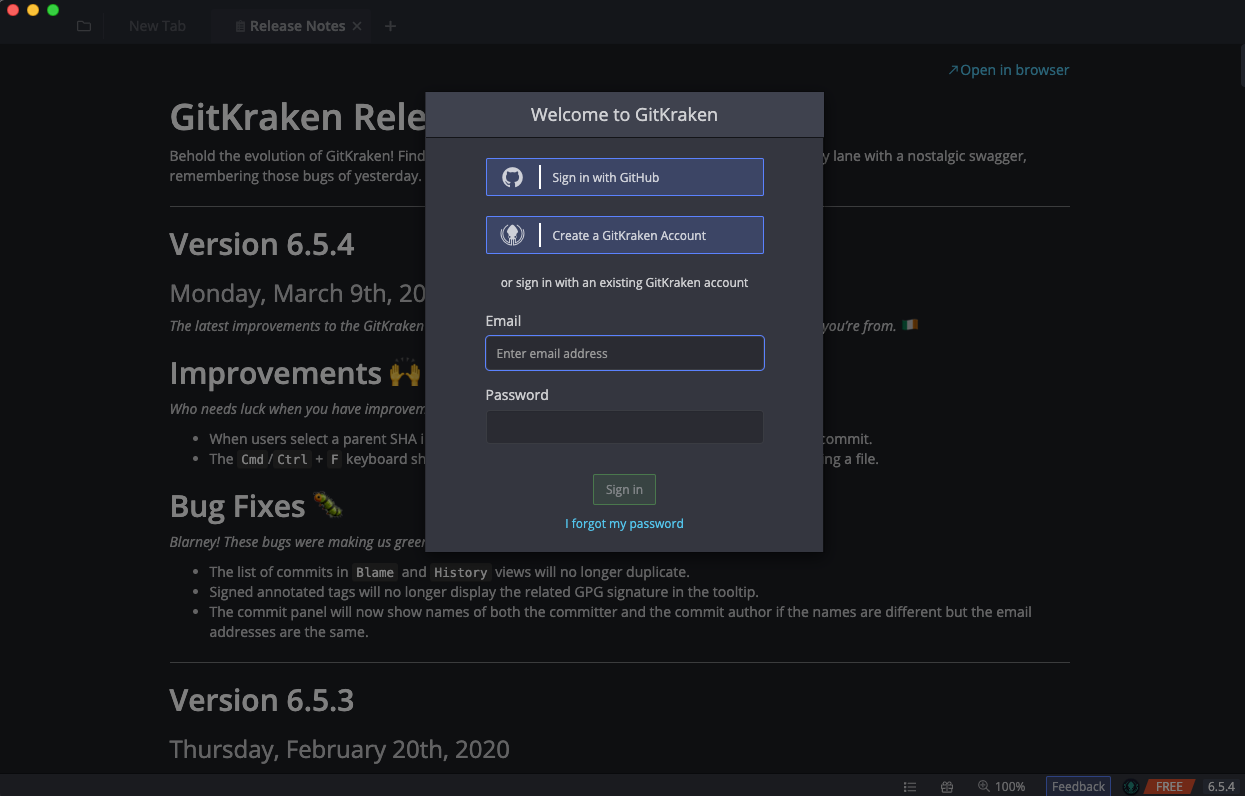 New Tab
Release Notes
Open in browser
GitKraken Rele
Behold the evolution of GitKraken! Find
y lane with a nostalgic swagger,
remembering those bugs of yesterday.
Version 6.5.4
Monday, March 9th, 20
The latest improvements to the GitKraken
you’re from. 🇮🇪
Improvements 🙌
Who needs luck when you have improvem
• When users select a parent SHA i
commit.
• The Cmd/Ctrl + F keyboard sh
ng a file.
Bug Fixes 🐛
Blarney! These bugs were making us green
• The list of commits in Blame and History views will no longer duplicate.
• Signed annotated tags will no longer display the related GPG signature in the tooltip.
• The commit panel will now show names of both the committer and the commit author if the names are different but the email
addresses are the same.
Version 6.5.3
Thursday, February 20th, 2020
Welcome to GitKraken
Sign in with GitHub
Create a GitKraken Account
or sign in with an existing GitKraken account
Email
Enter email address
Password
Sign in
I forgot my password
100%
Feedback
FREE
6.5.4